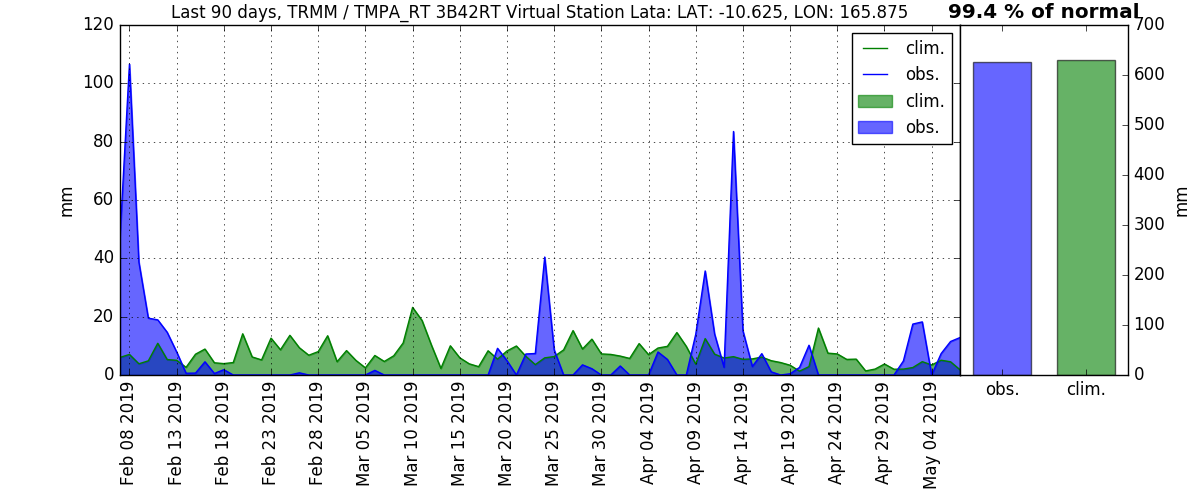 Last 90 days, TRMM / TMPA_RT 3B42RT Virtual Station Lata: LAT: -10.625, LON: 165.875
99.4 % of normal
120
100
80
60
40
20
0
mm
clim.
obs.
clim.
obs.
Feb 08 2019
Feb 13 2019
Feb 18 2019
Feb 23 2019
Feb 28 2019
Mar 05 2019
Mar 10 2019
Mar 15 2019
Mar 20 2019
Mar 25 2019
Mar 30 2019
Apr 04 2019
Apr 09 2019
Apr 14 2019
Apr 19 2019
Apr 24 2019
Apr 29 2019
May 04 2019
700
600
500
400
300
200
100
0
mm
obs.
clim.